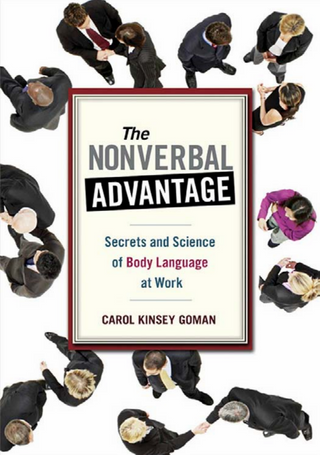 The
NONVERBAL
ADVANTAGE
Secrets and Science
of Body Language
at Work
CAROL KINSEY GOMAN